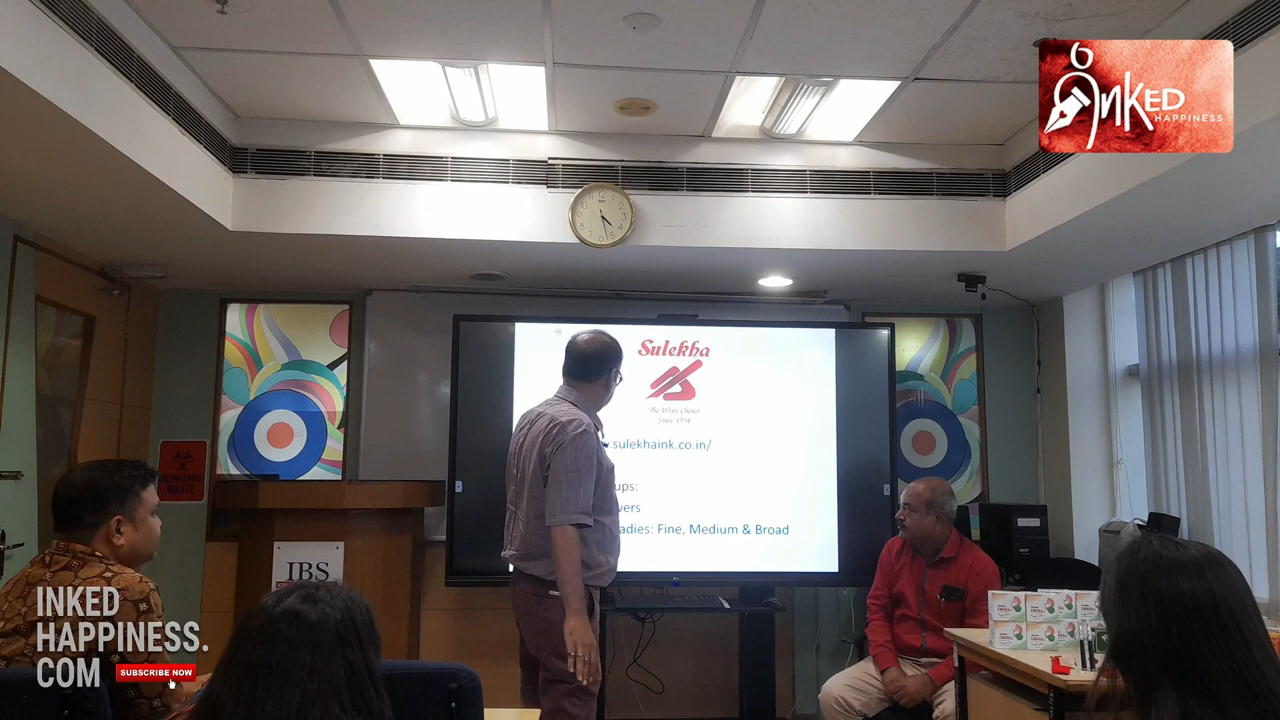 inKED
HAPPINESS
Sulekha
The Write Choice
Since 1934
w.sulekhaink.co.in/
ups:
vers
adies: Fine, Medium & Broad
WASTE
IBS
INKED
HAPPINESS.
COM
SUBSCRIBE NOW